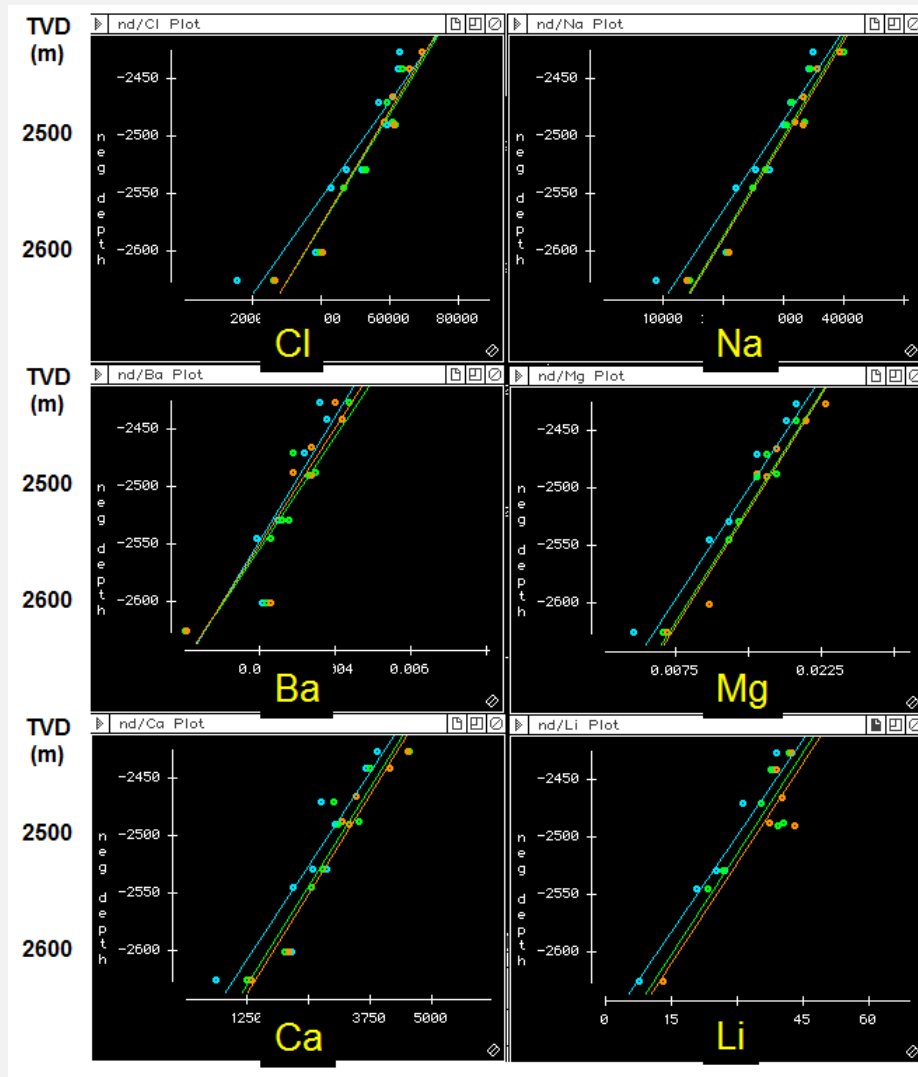 TVD
(m)
nd/Cl Plot
-2450
2500
-2500
-2550
2600
-2600
neg depth
2000
00
60000
80000
Cl
nd/Na Plot
-2450
-2500
-2550
-2600
neg depth
10000
:
000
40000
Na
TVD
(m)
nd/Ba Plot
-2450
2500
-2500
-2550
2600
-2600
neg depth
0.0
004
0.006
Ba
nd/Mg Plot
-2450
-2500
-2550
-2600
neg depth
0.0075
0.0225
Mg
TVD
(m)
nd/Ca Plot
-2450
2500
-2500
-2550
2600
-2600
neg depth
1250
3750
5000
Ca
nd/Li Plot
-2450
-2500
-2550
-2600
neg depth
0
15
45
60
Li